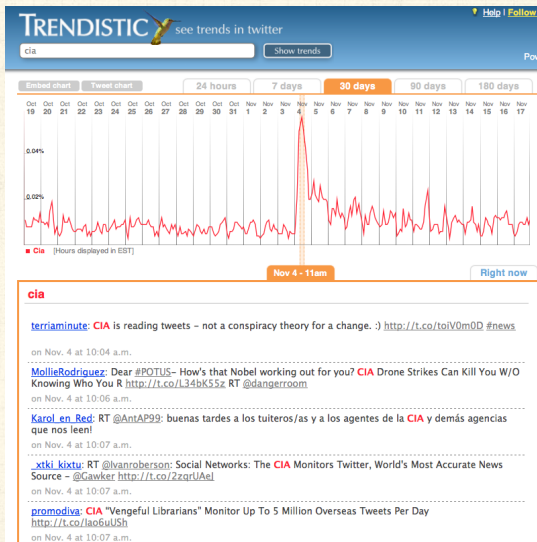 Help | Follow
TRENDISTIC see trends in twitter
cia Show trends
Pow
Embed chart Tweet chart 24 hours 7 days 30 days 90 days 180 days
Oct Oct Oct Oct Oct Oct Oct Oct Oct Oct Oct Oct Oct Nov Nov Nov Nov Nov Nov Nov Nov Nov Nov Nov Nov Nov Nov Nov Nov Nov
19 20 21 22 23 24 25 26 27 28 29 30 31 1 2 3 4 5 6 7 8 9 10 11 12 13 14 15 16 17
0.04%
0.02%
Cia [Hours displayed in EST]
Nov 4 - 11am Right now
cia
terriaminute: CIA is reading tweets - not a conspiracy theory for a change. :) http://t.co/toiV0m0D #news
on Nov. 4 at 10:04 a.m.
MollieRodriguez: Dear #POTUS- How's that Nobel working out for you? CIA Drone Strikes Can Kill You W/O
Knowing Who You R http://t.co/L34bK55z RT @dangerroom
on Nov. 4 at 10:06 a.m.
Karol_en_Red: RT @AntAP99: buenas tardes a los tuiteros/as y a los agentes de la CIA y demás agencias
que nos leen!
on Nov. 4 at 10:07 a.m.
_xtki_kixtu: RT @Ivanroberson: Social Networks: The CIA Monitors Twitter, World's Most Accurate News
Source - @Gawker http://t.co/2zqrUAeJ
on Nov. 4 at 10:07 a.m.
promodiva: CIA "Vengeful Librarians" Monitor Up To 5 Million Overseas Tweets Per Day
http://t.co/lao6uUSh
on Nov. 4 at 10:07 a.m.